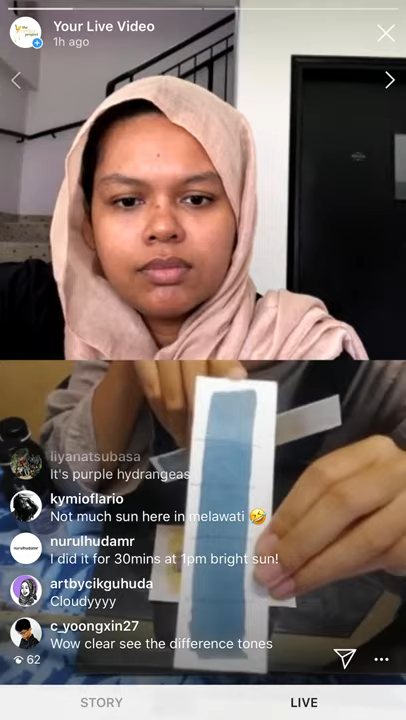 Your Live Video
1h ago
liyanatsubasa
It's purple hydrangeas
kymioflario
Not much sun here in melawati 🤣
nurulhudamr
nurulhudamr
I did it for 30mins at 1pm bright sun!
artbycikguhuda
Cloudyyyy
c_yoongxin27
Wow clear see the difference tones
62
STORY
LIVE